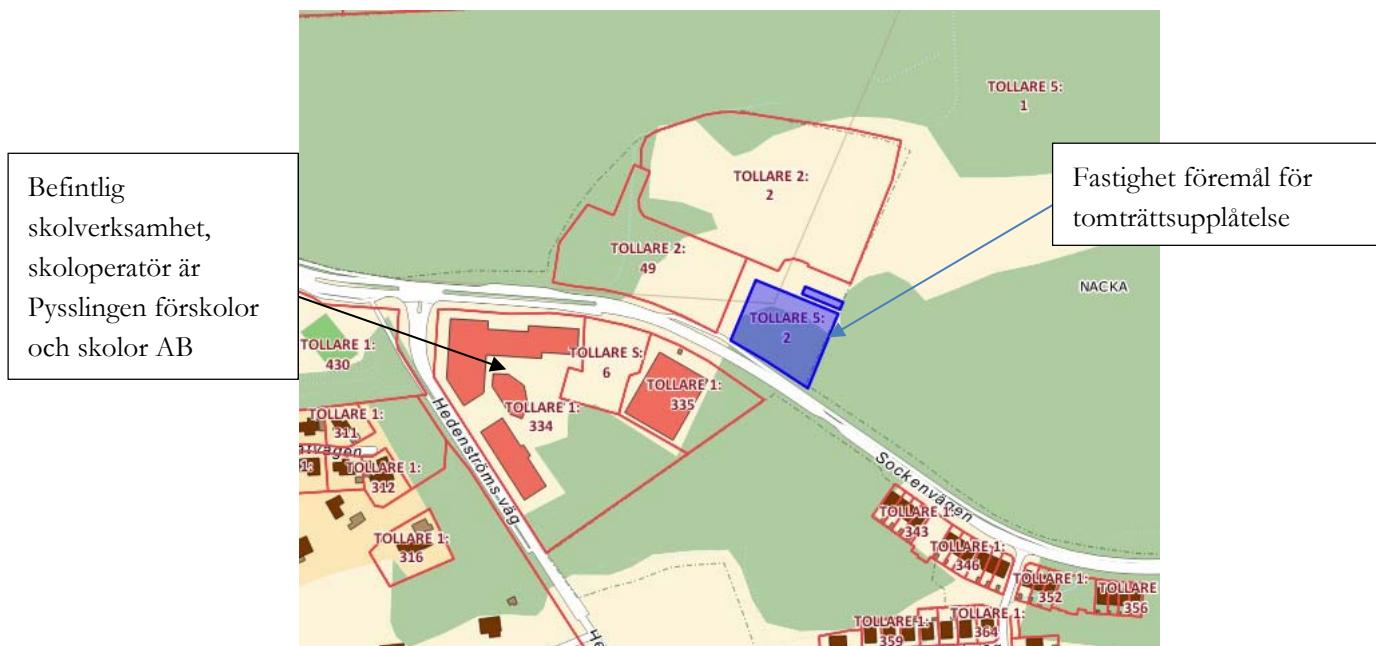 TOLLARE 5:
1
Befintlig
skolverksamhet,
skoloperatör är
Pysslingen förskolor
och skolor AB
Fastighet föremål för
tomträttsupplåtelse
TOLLARE 2:
2
TOLLARE 2:
49
NACKA
TOLLARE 5:
2
TOLLARE 1:
430
TOLLARE S:
6
TOLLARE 1:
335
TOLLARE 1:
334
TOLLARE 1:
311
TOLLARE 1:
312
TOLLARE 1:
316
Hedenströms väg
Sockenvägen
TOLLARE 1:
343
TOLLARE 1:
346
TOLLARE 1:
352
TOLLARE
356
TOLLARE 1:
364
TOLLARE 1:
359
He